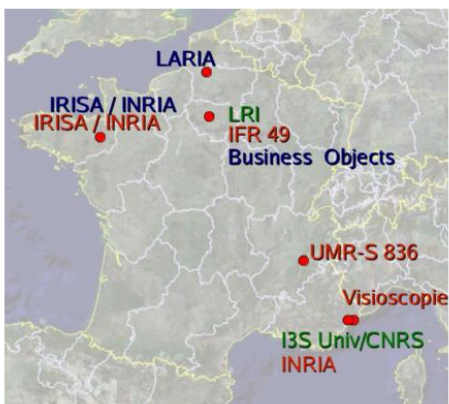 LARIA
IRISA / INRIA
IRISA / INRIA
LRI
IFR 49
Business Objects
UMR-S 836
Visioscopie
I3S Univ/CNRS
INRIA